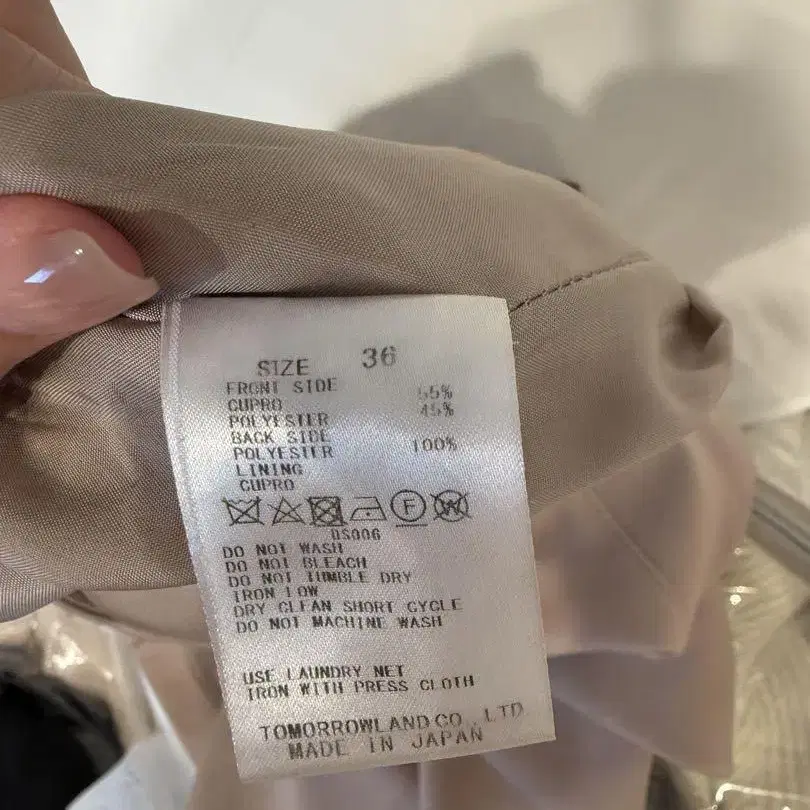 SIZE 36
FRONT SIDE
CUPRO 55%
POLYESTER 45%
BACK SIDE
POLYESTER 100%
LINING
CUPRO
F W
DS006
DO NOT WASH
DO NOT BLEACH
DO NOT TUMBLE DRY
IRON LOW
DRY CLEAN SHORT CYCLE
DO NOT MACHINE WASH
USE LAUNDRY NET
IRON WITH PRESS CLOTH
TOMORROWLAND CO., LTD
MADE IN JAPAN